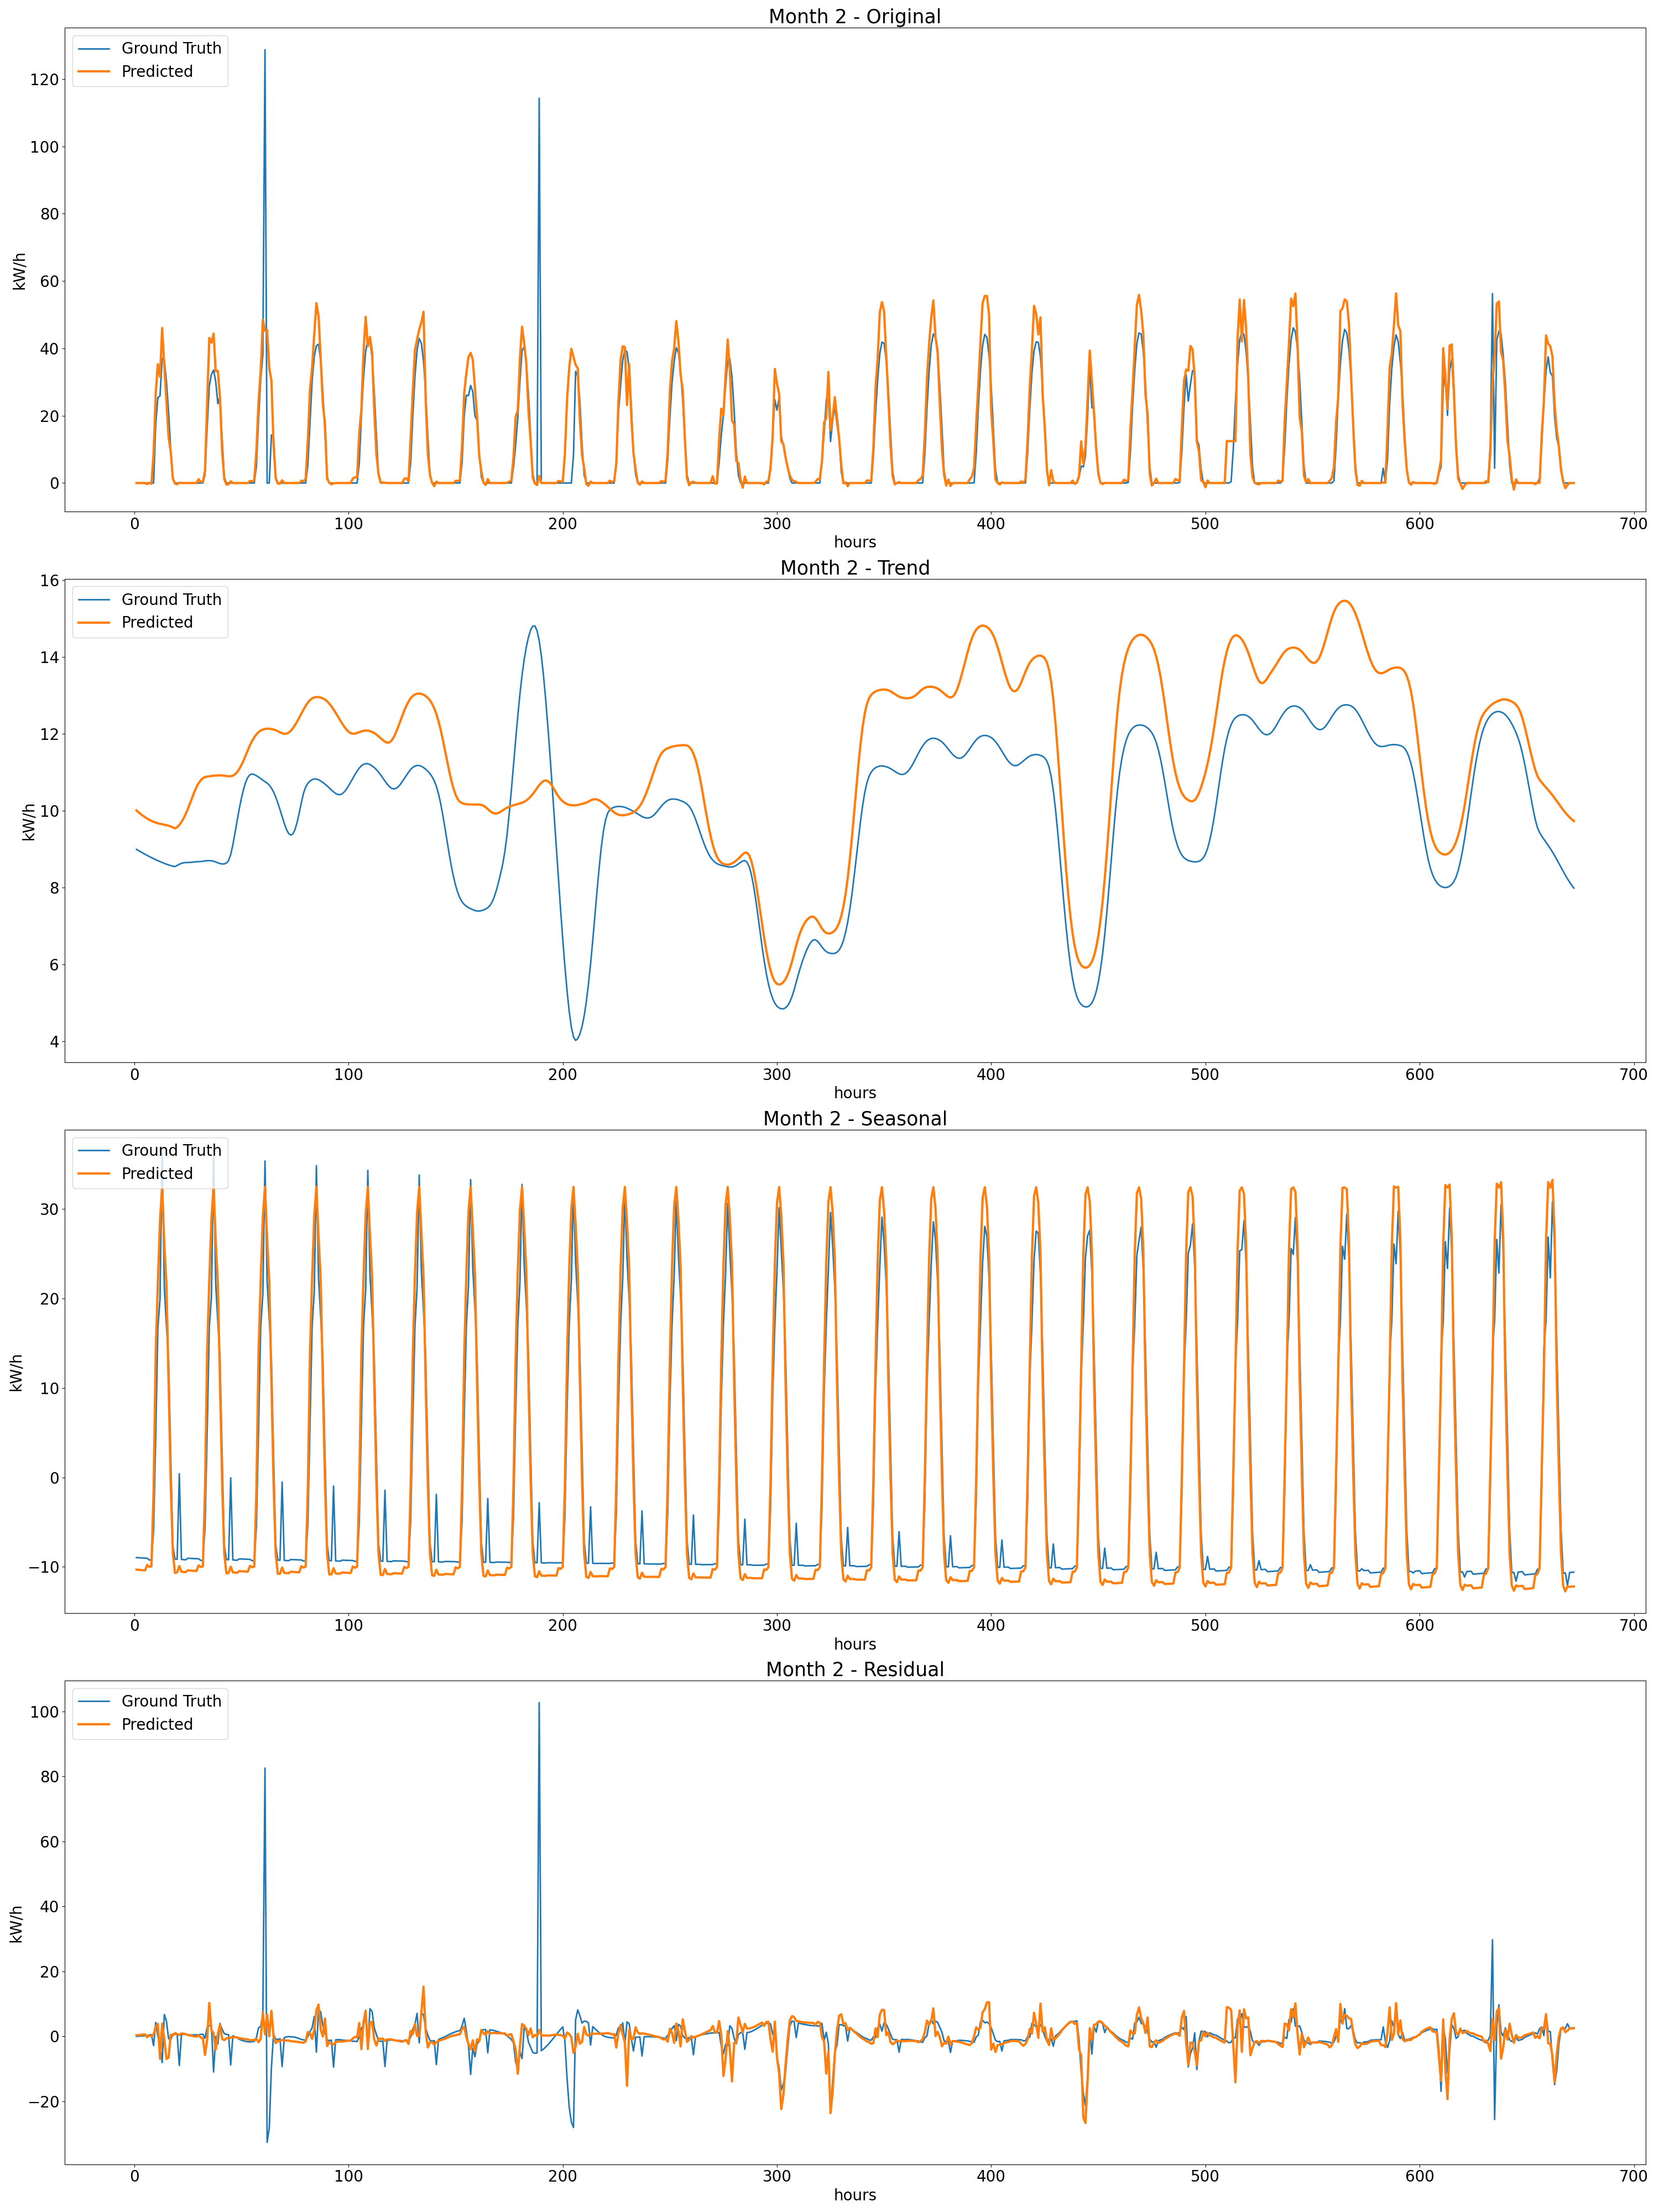 Month 2 - Original
Ground Truth
Predicted
120
100
80
60
40
20
0
kW/h
0 100 200 300 400 500 600 700
hours
Month 2 - Trend
Ground Truth
Predicted
16
14
12
10
8
6
4
kW/h
0 100 200 300 400 500 600 700
hours
Month 2 - Seasonal
Ground Truth
Predicted
30
20
10
0
−10
kW/h
0 100 200 300 400 500 600 700
hours
Month 2 - Residual
Ground Truth
Predicted
100
80
60
40
20
0
−20
kW/h
0 100 200 300 400 500 600 700
hours